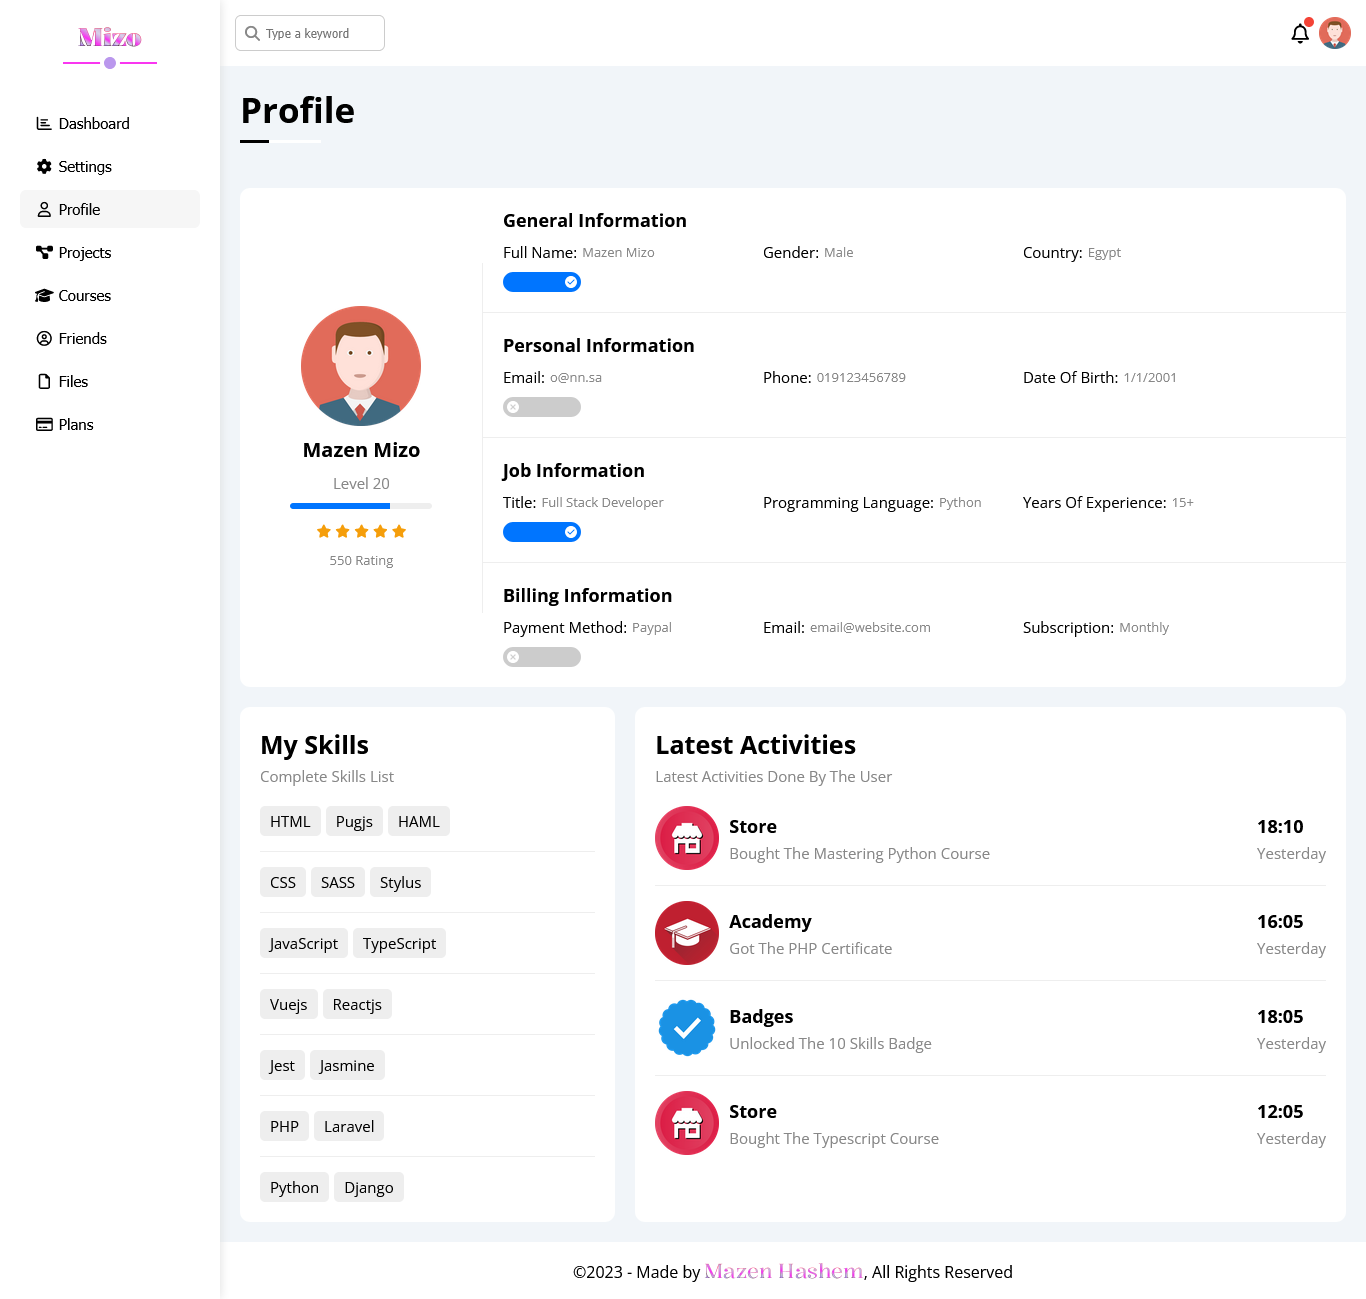 Mizo
Dashboard
Settings
Profile
Projects
Courses
Friends
Files
Plans
Type a keyword
Profile
Mazen Mizo
Level 20
550 Rating
General Information
Full Name: Mazen Mizo Gender: Male Country: Egypt
Personal Information
Email: o@nn.sa Phone: 019123456789 Date Of Birth: 1/1/2001
Job Information
Title: Full Stack Developer Programming Language: Python Years Of Experience: 15+
Billing Information
Payment Method: Paypal Email: email@website.com Subscription: Monthly
My Skills
Complete Skills List
HTML Pugjs HAML
CSS SASS Stylus
JavaScript TypeScript
Vuejs Reactjs
Jest Jasmine
PHP Laravel
Python Django
Latest Activities
Latest Activities Done By The User
Store 18:10
Bought The Mastering Python Course Yesterday
Academy 16:05
Got The PHP Certificate Yesterday
Badges 18:05
Unlocked The 10 Skills Badge Yesterday
Store 12:05
Bought The Typescript Course Yesterday
©2023 - Made by Mazen Hashem, All Rights Reserved